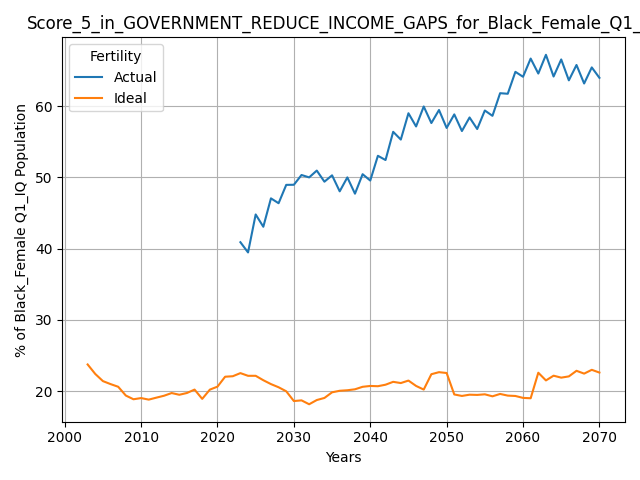 Score_5_in_GOVERNMENT_REDUCE_INCOME_GAPS_for_Black_Female_Q1_
Fertility
Actual
Ideal
% of Black_Female Q1_IQ Population
60
50
40
30
20
2000 2010 2020 2030 2040 2050 2060 2070
Years